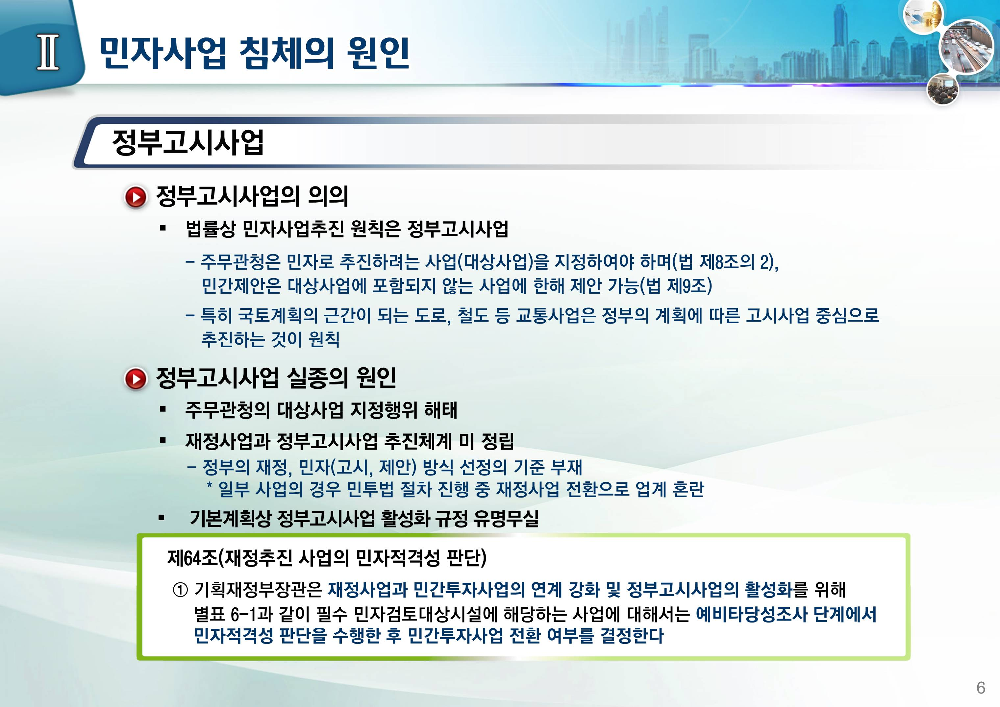 Ⅱ 민자사업 침체의 원인
정부고시사업
정부고시사업의 의의
▪ 법률상 민자사업추진 원칙은 정부고시사업
- 주무관청은 민자로 추진하려는 사업(대상사업)을 지정하여야 하며(법 제8조의 2),
민간제안은 대상사업에 포함되지 않는 사업에 한해 제안 가능(법 제9조)
- 특히 국토계획의 근간이 되는 도로, 철도 등 교통사업은 정부의 계획에 따른 고시사업 중심으로
추진하는 것이 원칙
정부고시사업 실종의 원인
▪ 주무관청의 대상사업 지정행위 해태
▪ 재정사업과 정부고시사업 추진체계 미 정립
- 정부의 재정, 민자(고시, 제안) 방식 선정의 기준 부재
* 일부 사업의 경우 민투법 절차 진행 중 재정사업 전환으로 업계 혼란
▪ 기본계획상 정부고시사업 활성화 규정 유명무실
제64조(재정추진 사업의 민자적격성 판단)
① 기획재정부장관은 재정사업과 민간투자사업의 연계 강화 및 정부고시사업의 활성화를 위해
별표 6-1과 같이 필수 민자검토대상시설에 해당하는 사업에 대해서는 예비타당성조사 단계에서
민자적격성 판단을 수행한 후 민간투자사업 전환 여부를 결정한다
6